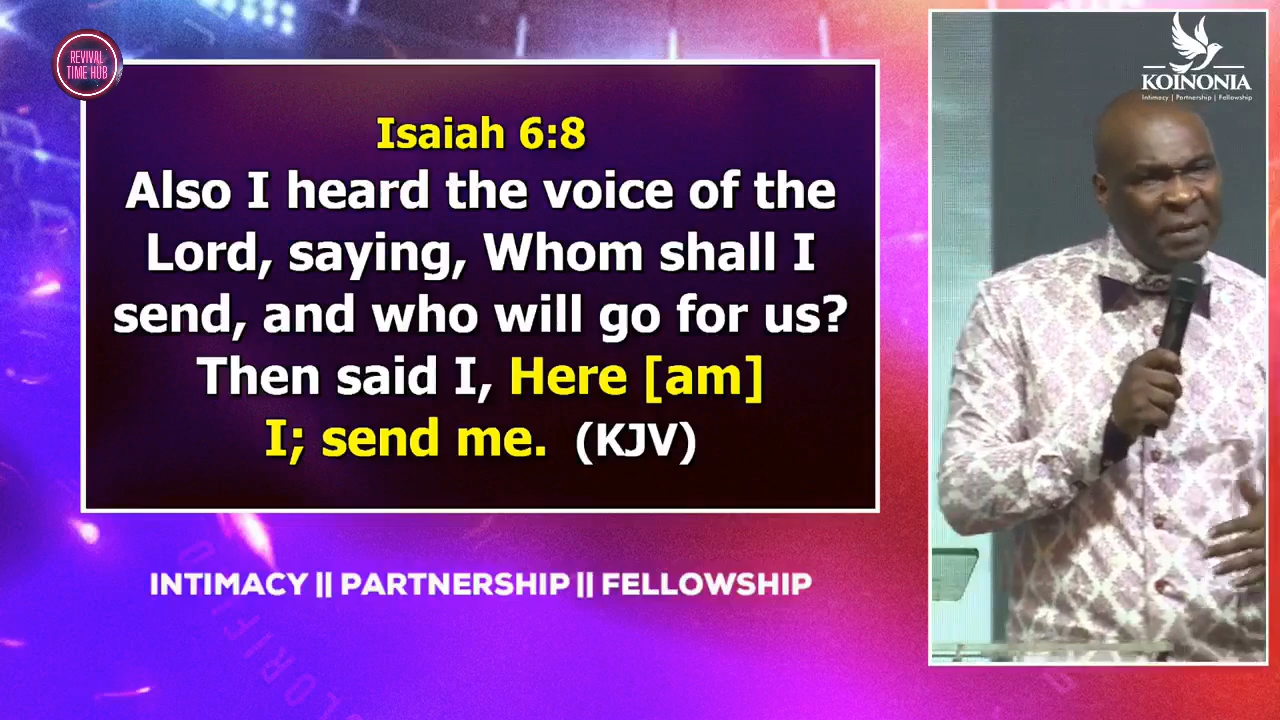 REVIVAL
TIME HUB
Isaiah 6:8
Also I heard the voice of the
Lord, saying, Whom shall I
send, and who will go for us?
Then said I, Here [am]
I; send me. (KJV)
INTIMACY || PARTNERSHIP || FELLOWSHIP
KOINONIA
Intimacy | Partnership | Fellowship